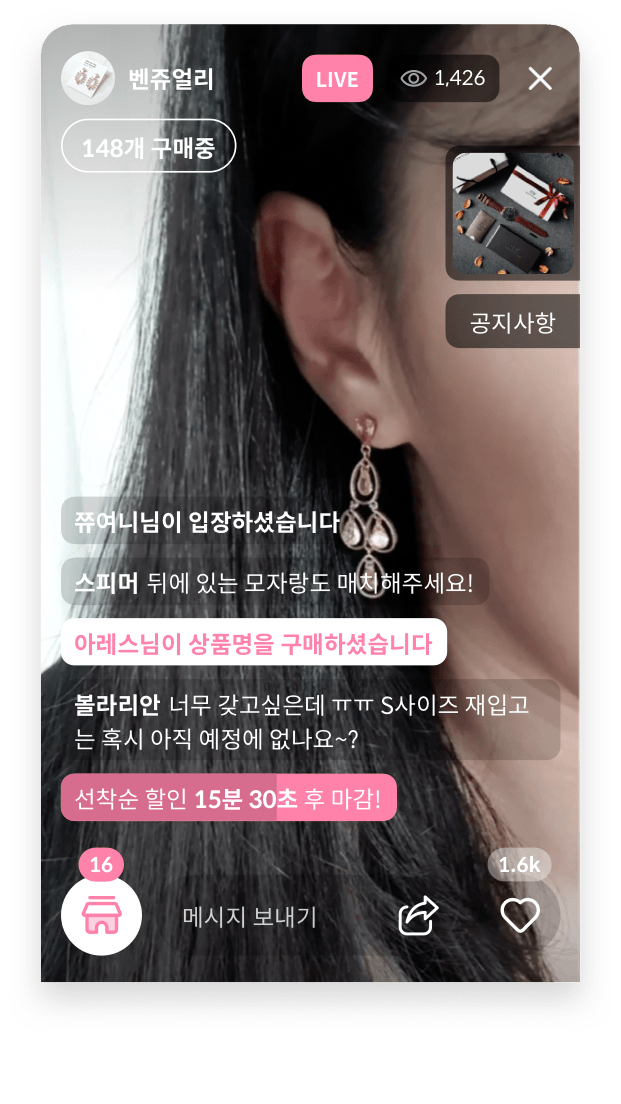 벤쥬얼리
LIVE
1,426
148개 구매중
공지사항
쮸여니님이 입장하셨습니다
스피머 뒤에 있는 모자랑도 매치해주세요!
아레스님이 상품명을 구매하셨습니다
볼라리안 너무 갖고싶은데 ㅠㅠ S사이즈 재입고
는 혹시 아직 예정에 없나요~?
선착순 할인 15분 30초 후 마감!
16
1.6k
메시지 보내기